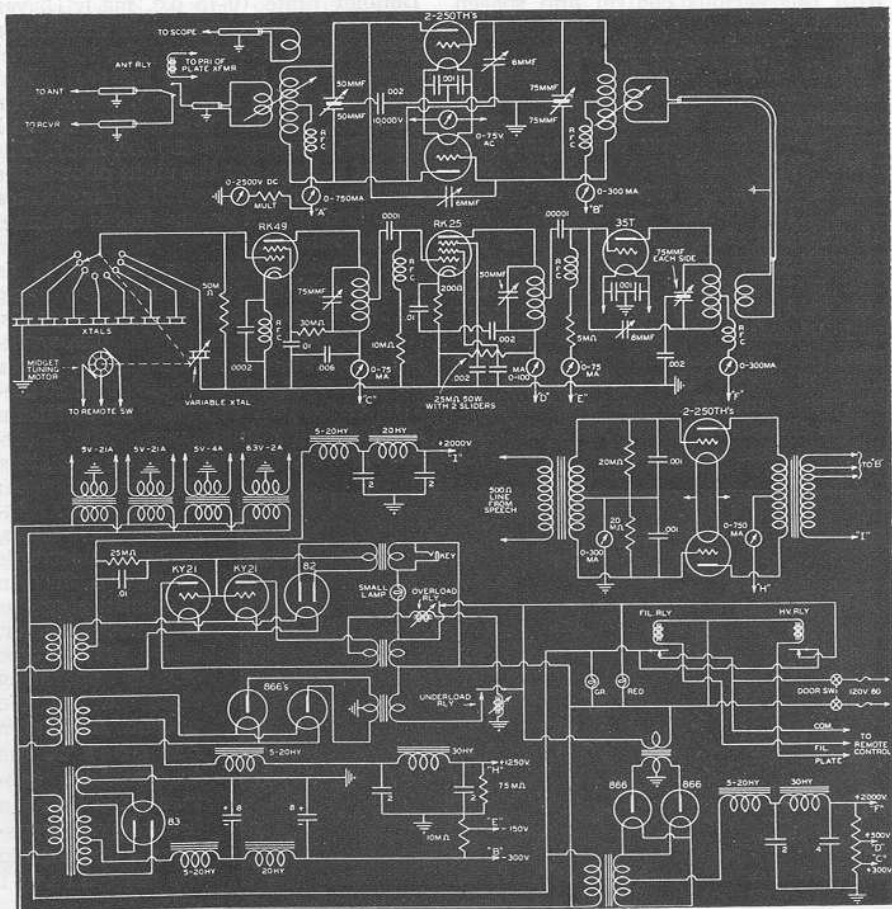 2-250TH's
TO SCOPE
ANT RLY
TO PRI OF
PLATE XFMR
TO ANT
TO RCVR
50MMF
50MMF
.002
10,000V
.001
6MMF
75MMF
75MMF
0-75V
AC
RFC
RFC
0-2500V DC
MULT
0-750MA
"A"
6MMF
0-300 MA
"B"
RK49
.0001
RK25
.00001
35T
75MMF
EACH SIDE
50M
Ω
75MMF
RFC
200Ω
50MMF
RFC
.001
XTALS
RFC
30MΩ
.01
.01
10MΩ
.002
5MΩ
8MMF
RFC
MIDGET
TUNING
MOTOR
.0002
.006
0-75
MA
.002
MA
0-100
0-75
MA
.002
0-300MA
TO REMOTE SW
VARIABLE XTAL
"C"
25MΩ 50W
WITH 2 SLIDERS
"D"
"E"
"F"
2-250TH's
5V-21A
5V-21A
5V-4A
6.3V-2A
5-20HY
20HY
+2000V
"I"
2
2
500Ω
LINE
FROM
SPEECH
20MΩ
.001
TO "B"
20
MΩ
.001
0-300
MA
0-750
MA
"I"
"H"
25MΩ
.01
KY21
KY21
82
KEY
SMALL
LAMP
OVERLOAD
RLY
FIL. RLY
HV. RLY
866's
UNDERLOAD
RLY
GR.
RED
DOOR SW
120V 60
COM.
FIL
PLATE
TO
REMOTE
CONTROL
5-20HY
30HY
+1250V
"H"
2
2
75 MΩ
83
8
8
10MΩ
"E"
-150V
"B"
-300V
5-20HY
20HY
866
866
5-20HY
30HY
+2000V
"F"
2
4
+500V
"D"
"C"
+300V